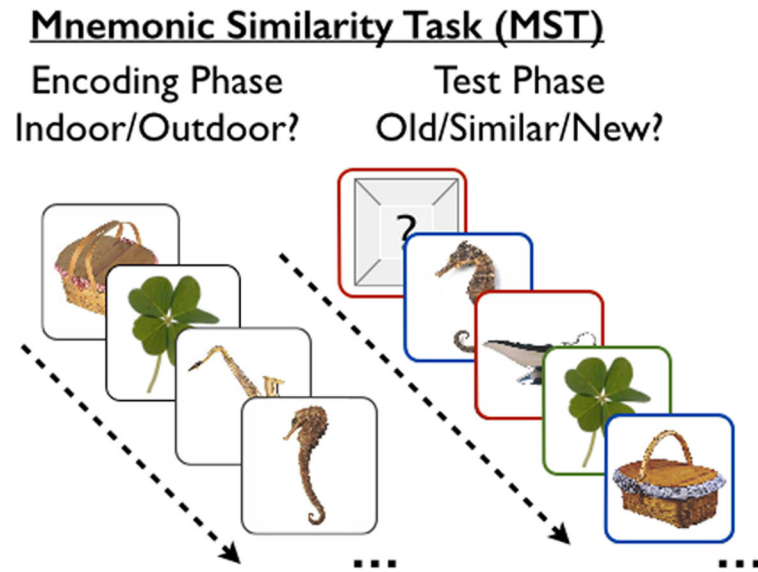 Mnemonic Similarity Task (MST)
Encoding Phase
Indoor/Outdoor?
Test Phase
Old/Similar/New?
?
...
...